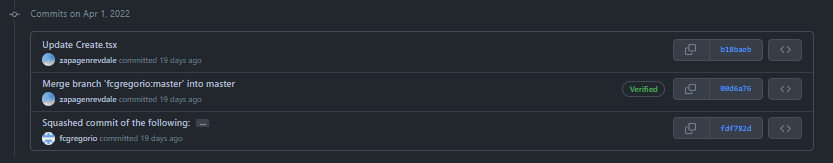 Commits on Apr 1, 2022
Update Create.tsx
b18baeb
zapagenrevdale committed 19 days ago
Merge branch 'fcgregorio:master' into master
Verified
00d6a76
zapagenrevdale committed 19 days ago
Squashed commit of the following: ...
fdf782d
fcgregorio committed 19 days ago